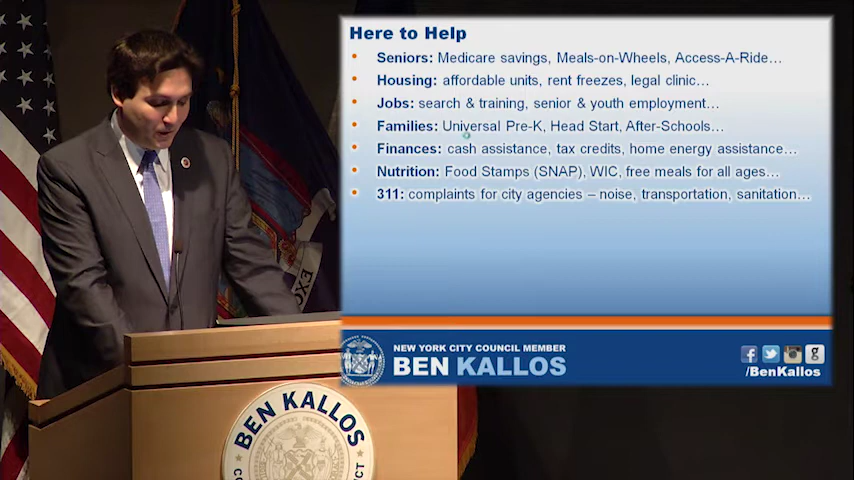 Here to Help
• Seniors: Medicare savings, Meals-on-Wheels, Access-A-Ride…
• Housing: affordable units, rent freezes, legal clinic…
• Jobs: search & training, senior & youth employment…
• Families: Universal Pre-K, Head Start, After-Schools…
• Finances: cash assistance, tax credits, home energy assistance…
• Nutrition: Food Stamps (SNAP), WIC, free meals for all ages…
• 311: complaints for city agencies – noise, transportation, sanitation…
NEW YORK CITY COUNCIL MEMBER
BEN KALLOS
/BenKallos
BEN KALLOS
EXC